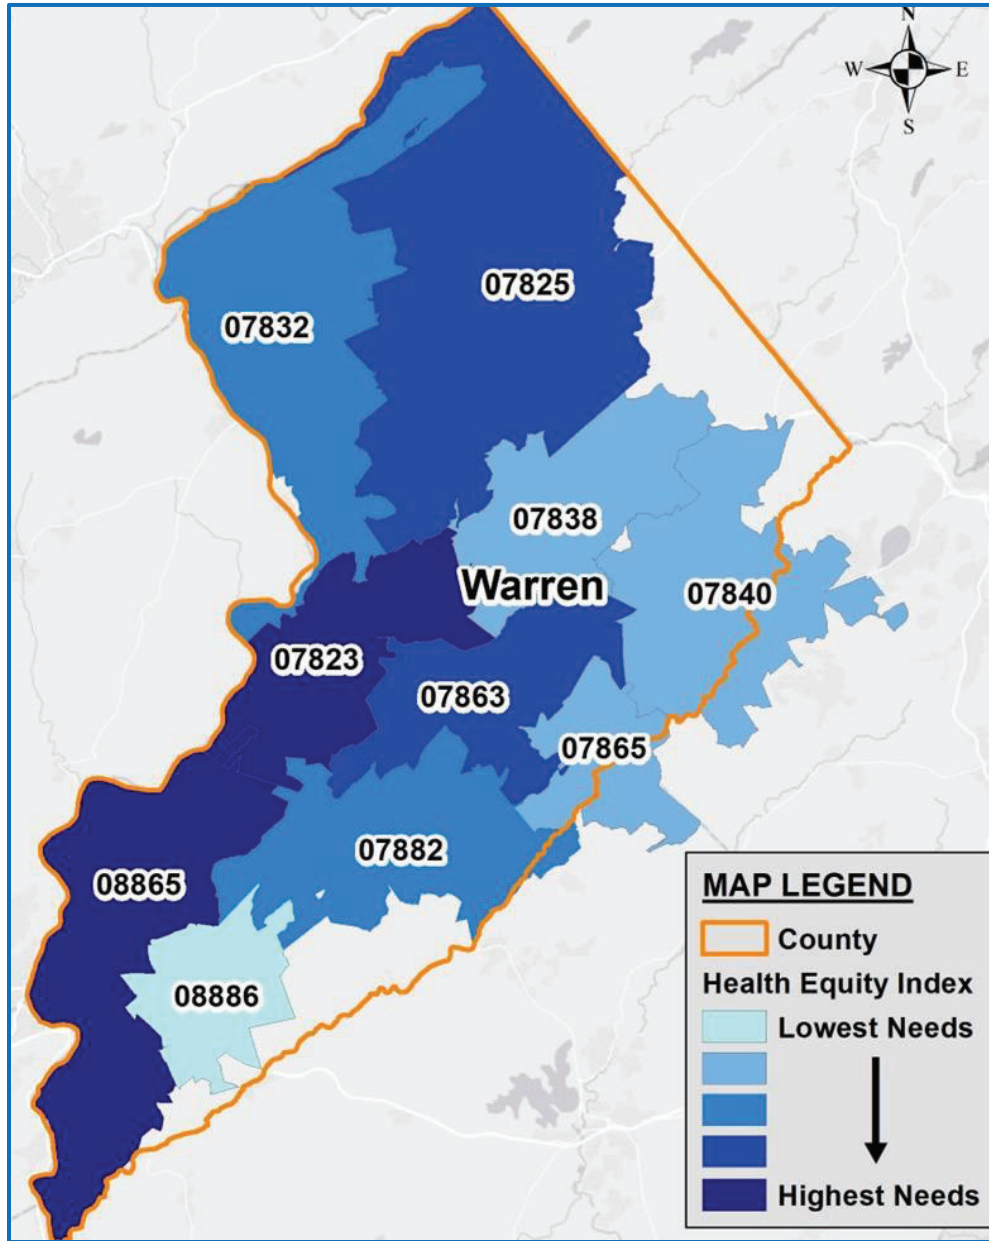 N
W E
S
07825
07832
07838
Warren
07840
07823
07863
07865
07882
08865
08886
MAP LEGEND
County
Health Equity Index
Lowest Needs
Highest Needs